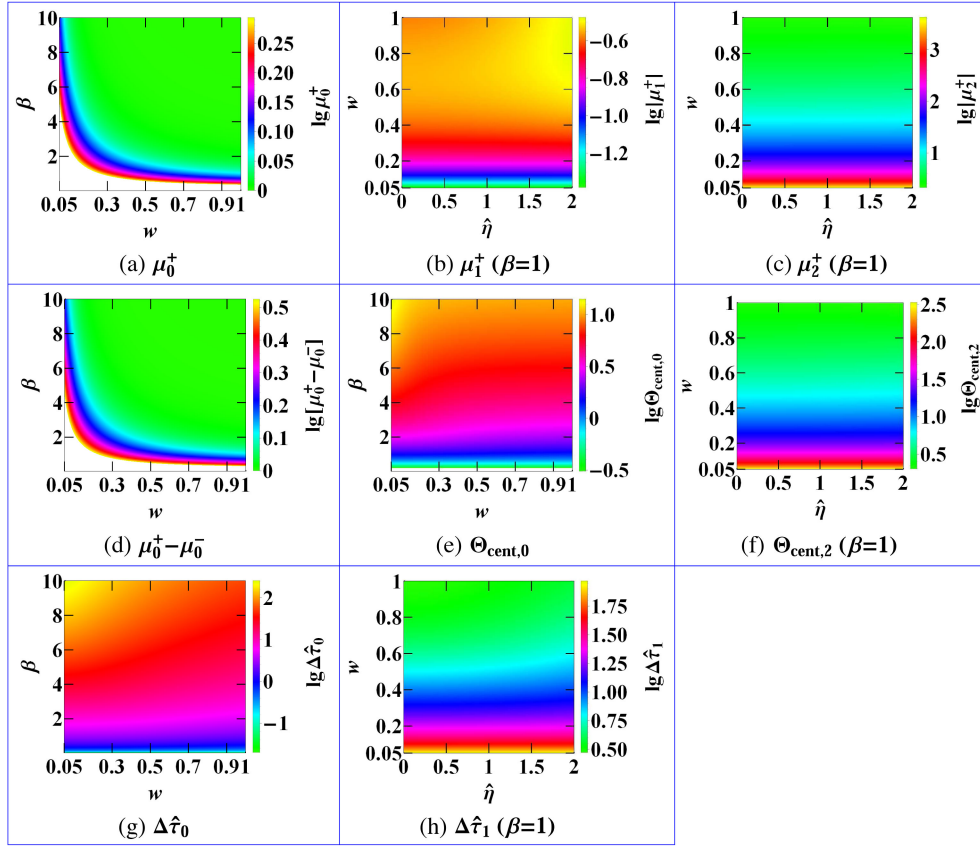 10
8
6
4
2
β
0.05 0.3 0.5 0.7 0.91
w
0.25
0.20
0.15
0.10
0.05
0
lg μ₀⁺
(a) μ₀⁺
1
0.8
0.6
0.4
0.2
0.05
w
0 0.5 1 1.5 2
η̂
−0.6
−0.8
−1.0
−1.2
lg|μ₁⁺|
(b) μ₁⁺ (β=1)
1
0.8
0.6
0.4
0.2
0.05
w
0 0.5 1 1.5 2
η̂
3
2
1
lg|μ₂⁺|
(c) μ₂⁺ (β=1)
10
8
6
4
2
β
0.05 0.3 0.5 0.7 0.91
w
0.5
0.4
0.3
0.2
0.1
0
lg[μ₀⁺−μ₀⁻]
(d) μ₀⁺−μ₀⁻
10
8
6
4
2
β
0.05 0.3 0.5 0.7 0.91
w
1.0
0.5
0
−0.5
lgΘcent,0
(e) Θcent,0
1
0.8
0.6
0.4
0.2
0.05
w
0 0.5 1 1.5 2
η̂
2.5
2.0
1.5
1.0
0.5
lgΘcent,2
(f) Θcent,2 (β=1)
10
8
6
4
2
β
0.05 0.3 0.5 0.7 0.91
w
2
1
0
−1
lgΔτ̂₀
(g) Δτ̂₀
1
0.8
0.6
0.4
0.2
0.05
w
0 0.5 1 1.5 2
η̂
1.75
1.50
1.25
1.00
0.75
0.50
lgΔτ̂₁
(h) Δτ̂₁ (β=1)